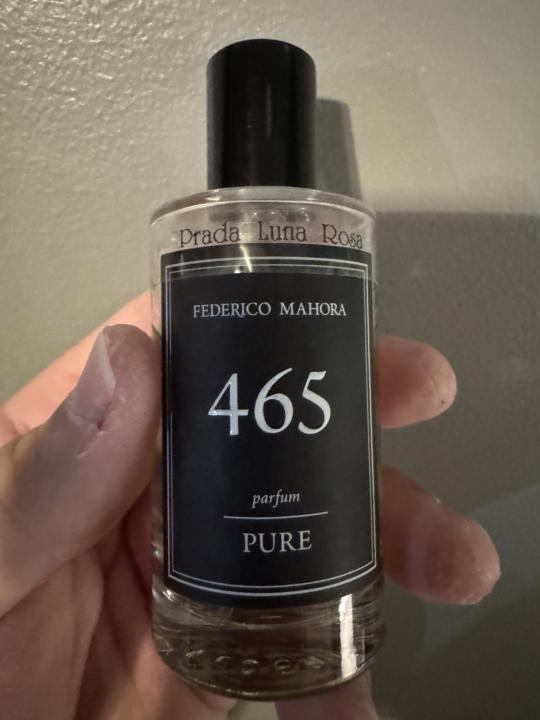 Prada Luna Rosa
FEDERICO MAHORA
465
parfum
PURE